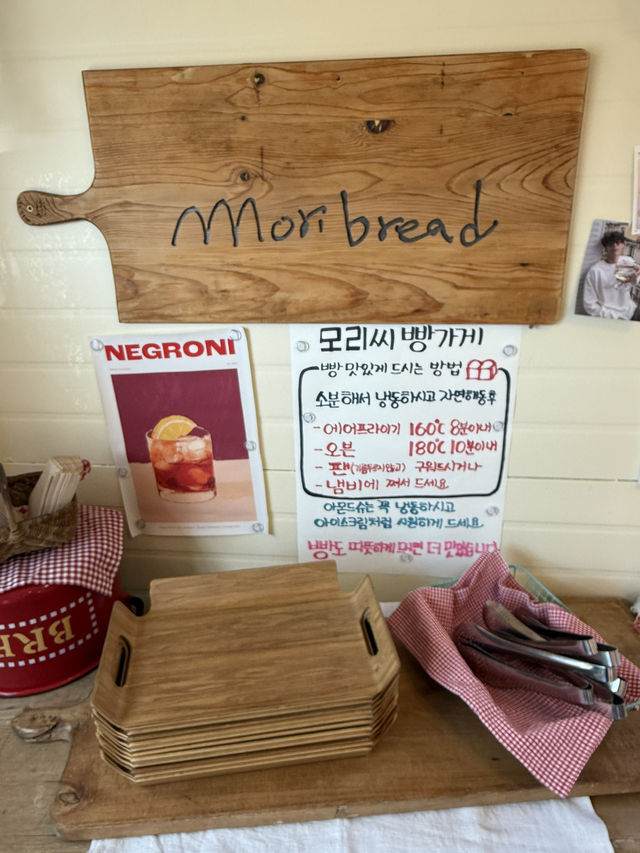 Mori bread
NEGRONI
모리씨 빵가게
빵 맛있게 드시는 방법
소분해서 냉동하시고 자연해동후
- 에어프라이기 160℃ 8분이내
- 오븐 180℃ 10분이내
- 팬(기름두르지않고) 구워드시거나
- 냄비에 쪄서 드세요
아몬드슈는 꼭 냉동하시고
아이스크림처럼 시원하게 드세요
빵도 따뜻하게 드시면 더 맛있습니다
BRE